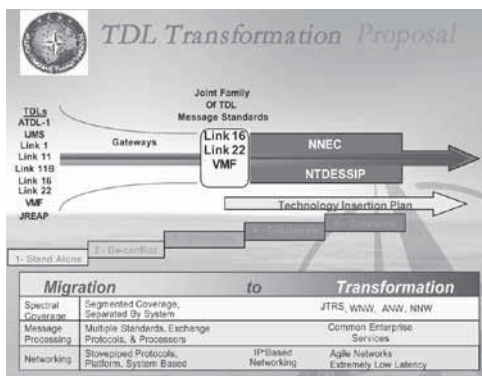 TDL Transformation Proposal
Joint Family
Of TDL
Message Standards
TDLs
ATDL-1
IJMS
Link 1
Link 11
Link 11B
Link 16
Link 22
VMF
JREAP
Gateways
Link 16
Link 22
VMF
NNEC
NTDESSIP
Technology Insertion Plan
1- Stand Alone
2 - De-conflict
Migration to Transformation
Spectral
Coverage
Segmented Coverage,
Separated By System
JTRS, WNW, ANW, NNW
Message
Processing
Multiple Standards, Exchange
Protocols, & Processors
Common Enterprise
Services
Networking
Stovepiped Protocols,
Platform, System Based
IP Based
Networking
Agile Networks
Extremely Low Latency